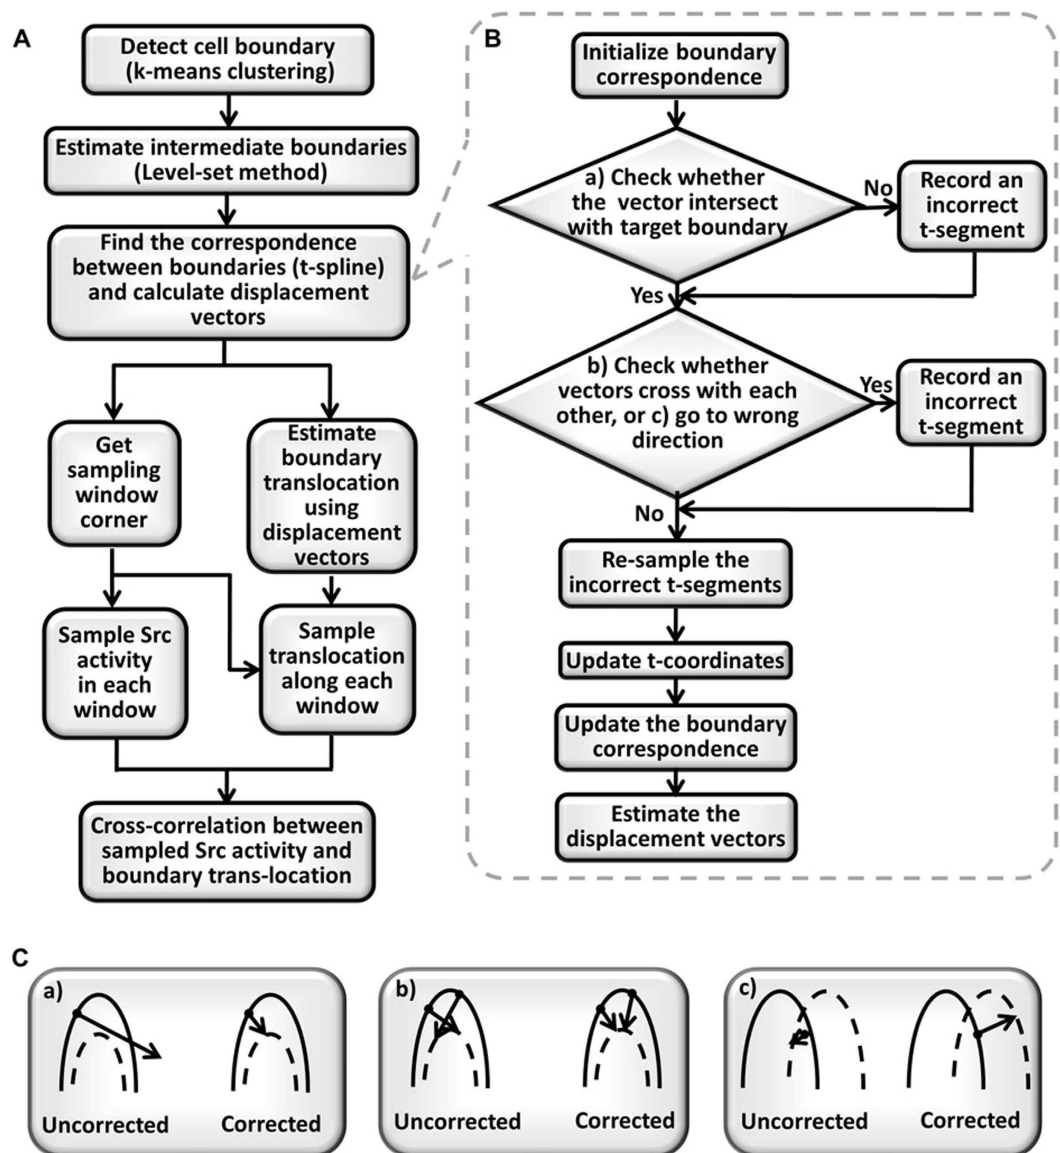 A
Detect cell boundary
(k-means clustering)
Estimate intermediate boundaries
(Level-set method)
Find the correspondence
between boundaries (t-spline)
and calculate displacement
vectors
Get
sampling
window
corner
Estimate
boundary
translocation
using
displacement
vectors
Sample Src
activity
in each
window
Sample
translocation
along each
window
Cross-correlation between
sampled Src activity and
boundary trans-location
B
Initialize boundary
correspondence
a) Check whether
the vector intersect
with target boundary
No
Record an
incorrect
t-segment
Yes
b) Check whether
vectors cross with each
other, or c) go to wrong
direction
Yes
Record an
incorrect
t-segment
No
Re-sample the
incorrect t-segments
Update t-coordinates
Update the boundary
correspondence
Estimate the
displacement vectors
C
a)
Uncorrected
Corrected
b)
Uncorrected
Corrected
c)
Uncorrected
Corrected